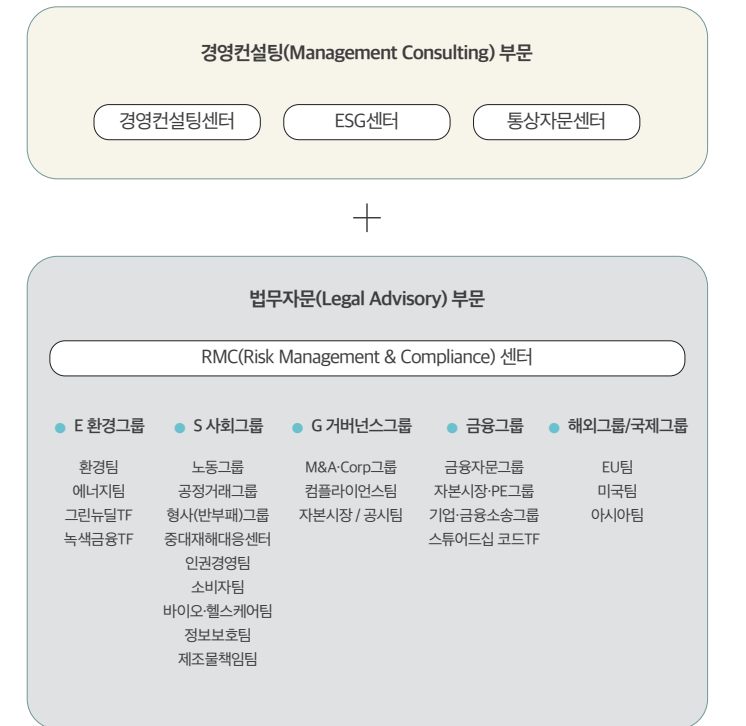 경영컨설팅(Management Consulting) 부문
경영컨설팅센터
ESG센터
통상자문센터
+
법무자문(Legal Advisory) 부문
RMC(Risk Management & Compliance) 센터
E 환경그룹
환경팀
에너지팀
그린뉴딜TF
녹색금융TF
S 사회그룹
노동그룹
공정거래그룹
형사(반부패)그룹
중대재해대응센터
인권경영팀
소비자팀
바이오·헬스케어팀
정보보호팀
제조물책임팀
G 거버넌스그룹
M&A·Corp그룹
컴플라이언스팀
자본시장 / 공시팀
금융그룹
금융자문그룹
자본시장·PE그룹
기업·금융소송그룹
스튜어드십 코드TF
해외그룹/국제그룹
EU팀
미국팀
아시아팀